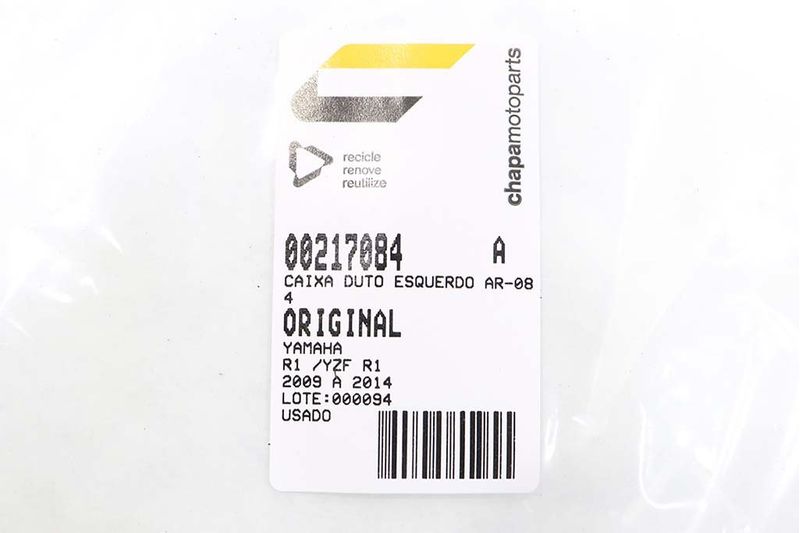 chapamotoparts
recicle
renove
reutilize
00217084 A
CAIXA DUTO ESQUERDO AR-08
4
ORIGINAL
YAMAHA
R1 /YZF R1
2009 A 2014
LOTE:000094
USADO